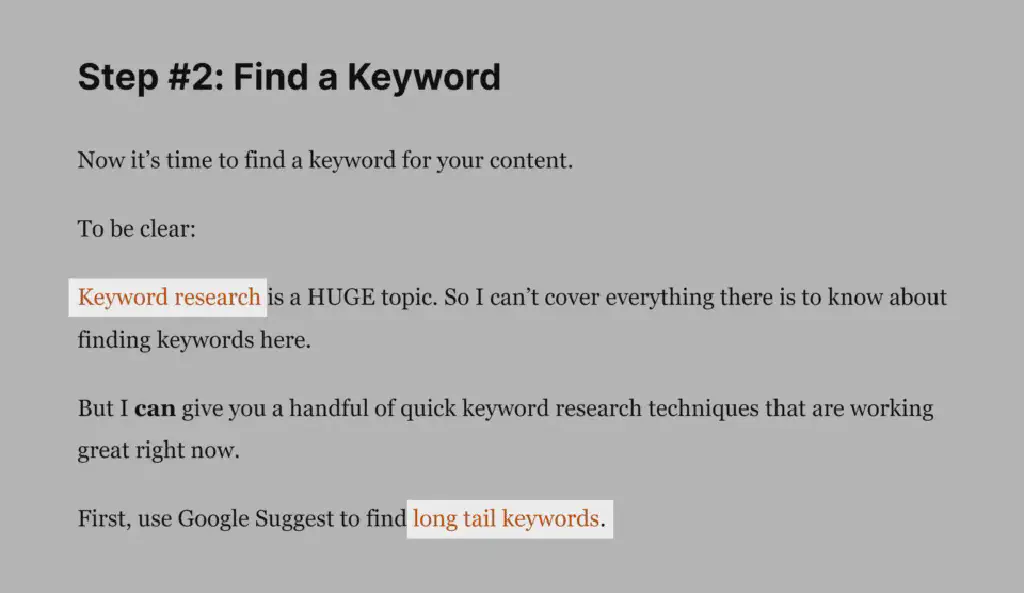 Step #2: Find a Keyword
Now it’s time to find a keyword for your content.
To be clear:
Keyword research is a HUGE topic. So I can’t cover everything there is to know about
finding keywords here.
But I can give you a handful of quick keyword research techniques that are working
great right now.
First, use Google Suggest to find long tail keywords.